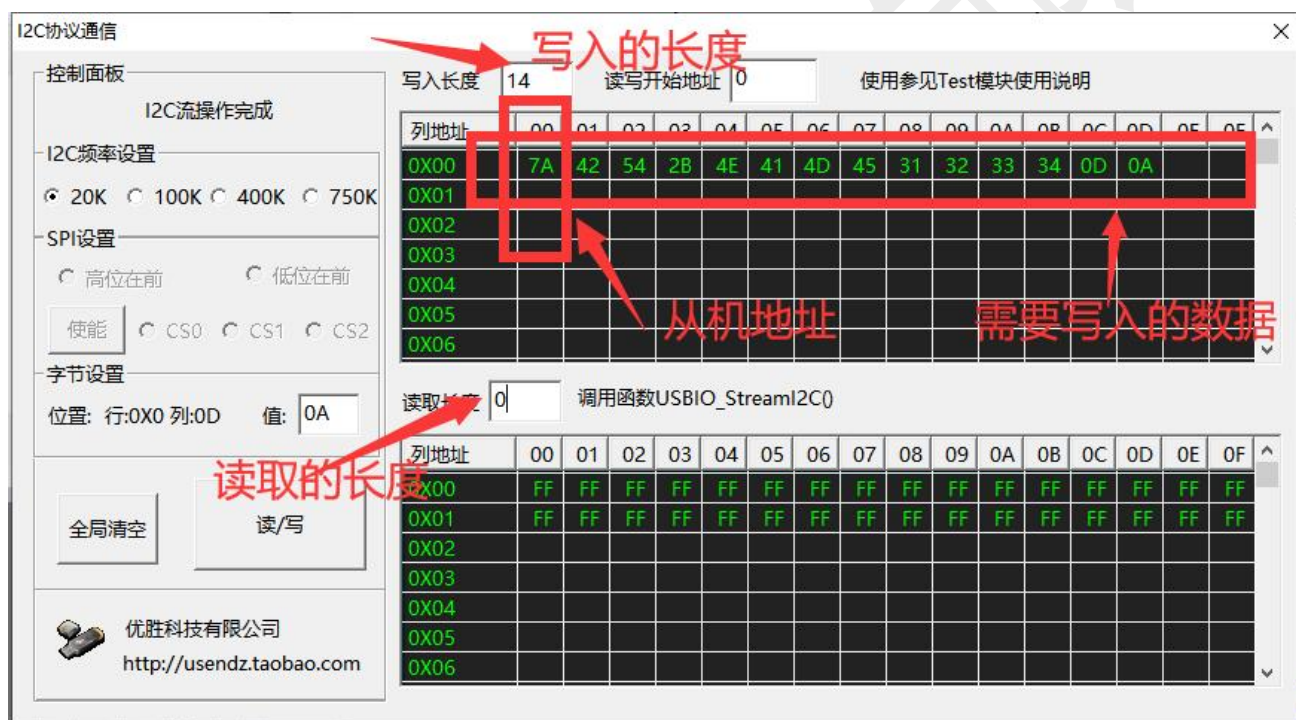 I2C协议通信
控制面板
I2C流操作完成
I2C频率设置
20K 100K 400K 750K
SPI设置
高位在前 低位在前
使能 CS0 CS1 CS2
字节设置
位置: 行:0X0 列:0D 值: 0A
全局清空 读/写
优胜科技有限公司
http://usendz.taobao.com
写入的长度
写入长度 14 读写开始地址 0 使用参见Test模块使用说明
列地址 00 01 02 03 04 05 06 07 08 09 0A 0B 0C 0D 0E 0F
0X00 7A 42 54 2B 4E 41 4D 45 31 32 33 34 0D 0A
0X01
0X02
0X03
0X04
0X05
0X06
从机地址
需要写入的数据
读取长度 0 调用函数USBIO_StreamI2C()
读取的长度
列地址 00 01 02 03 04 05 06 07 08 09 0A 0B 0C 0D 0E 0F
0X00 FF FF FF FF FF FF FF FF FF FF FF FF FF FF FF FF
0X01 FF FF FF FF FF FF FF FF FF FF FF FF FF FF FF FF
0X02
0X03
0X04
0X05
0X06